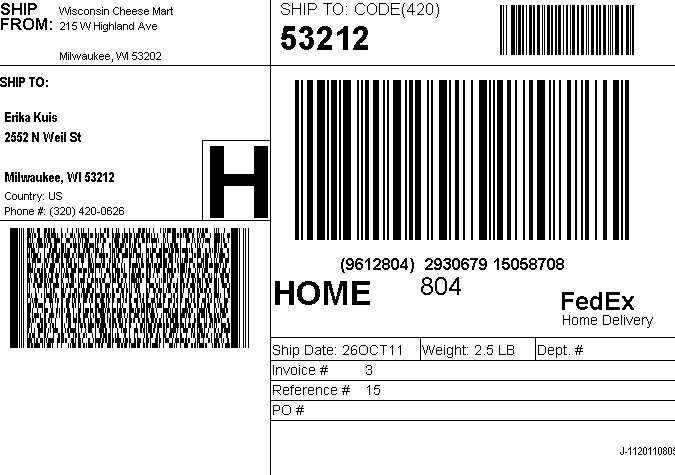 SHIP FROM:
Wisconsin Cheese Mart
215 W Highland Ave
Milwaukee, WI 53202
SHIP TO: CODE(420)
53212
SHIP TO:
Erika Kuis
2552 N Weil St
Milwaukee, WI 53212
Country: US
Phone #: (320) 420-0626
H
(9612804) 2930679 15058708
HOME 804
FedEx
Home Delivery
Ship Date: 26OCT11 Weight: 2.5 LB Dept. #
Invoice # 3
Reference # 15
PO #
J-1120110805